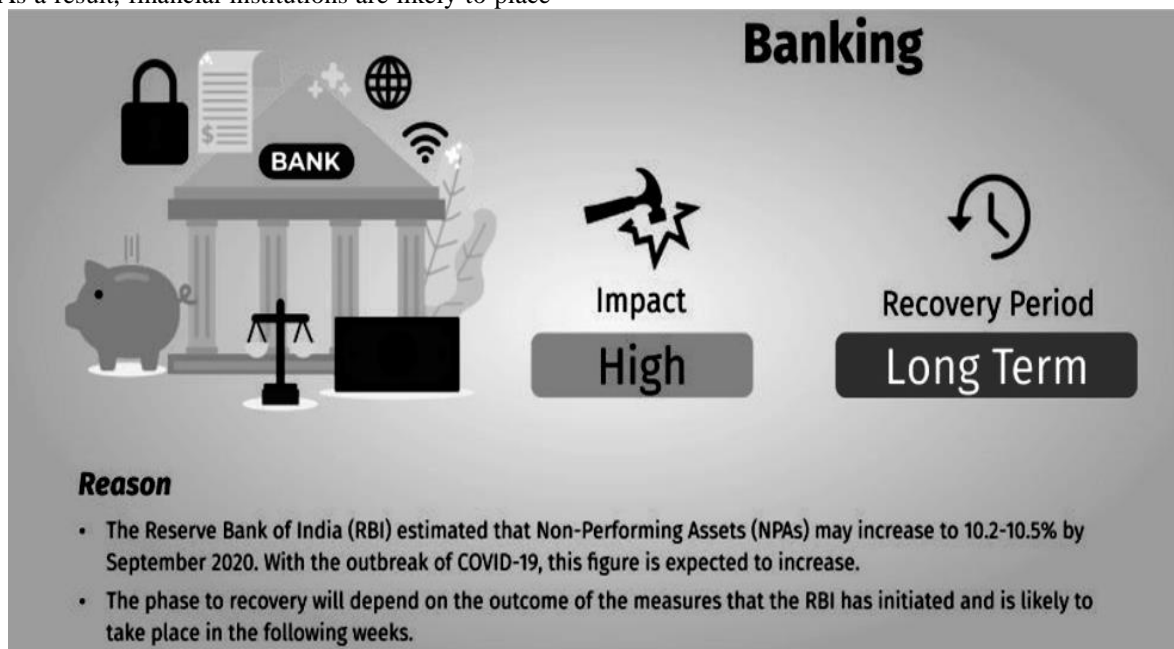 As a result, financial institutions are likely to place
Banking
BANK
$
Impact
Recovery Period
High
Long Term
Reason
• The Reserve Bank of India (RBI) estimated that Non-Performing Assets (NPAs) may increase to 10.2-10.5% by
September 2020. With the outbreak of COVID-19, this figure is expected to increase.
• The phase to recovery will depend on the outcome of the measures that the RBI has initiated and is likely to
take place in the following weeks.